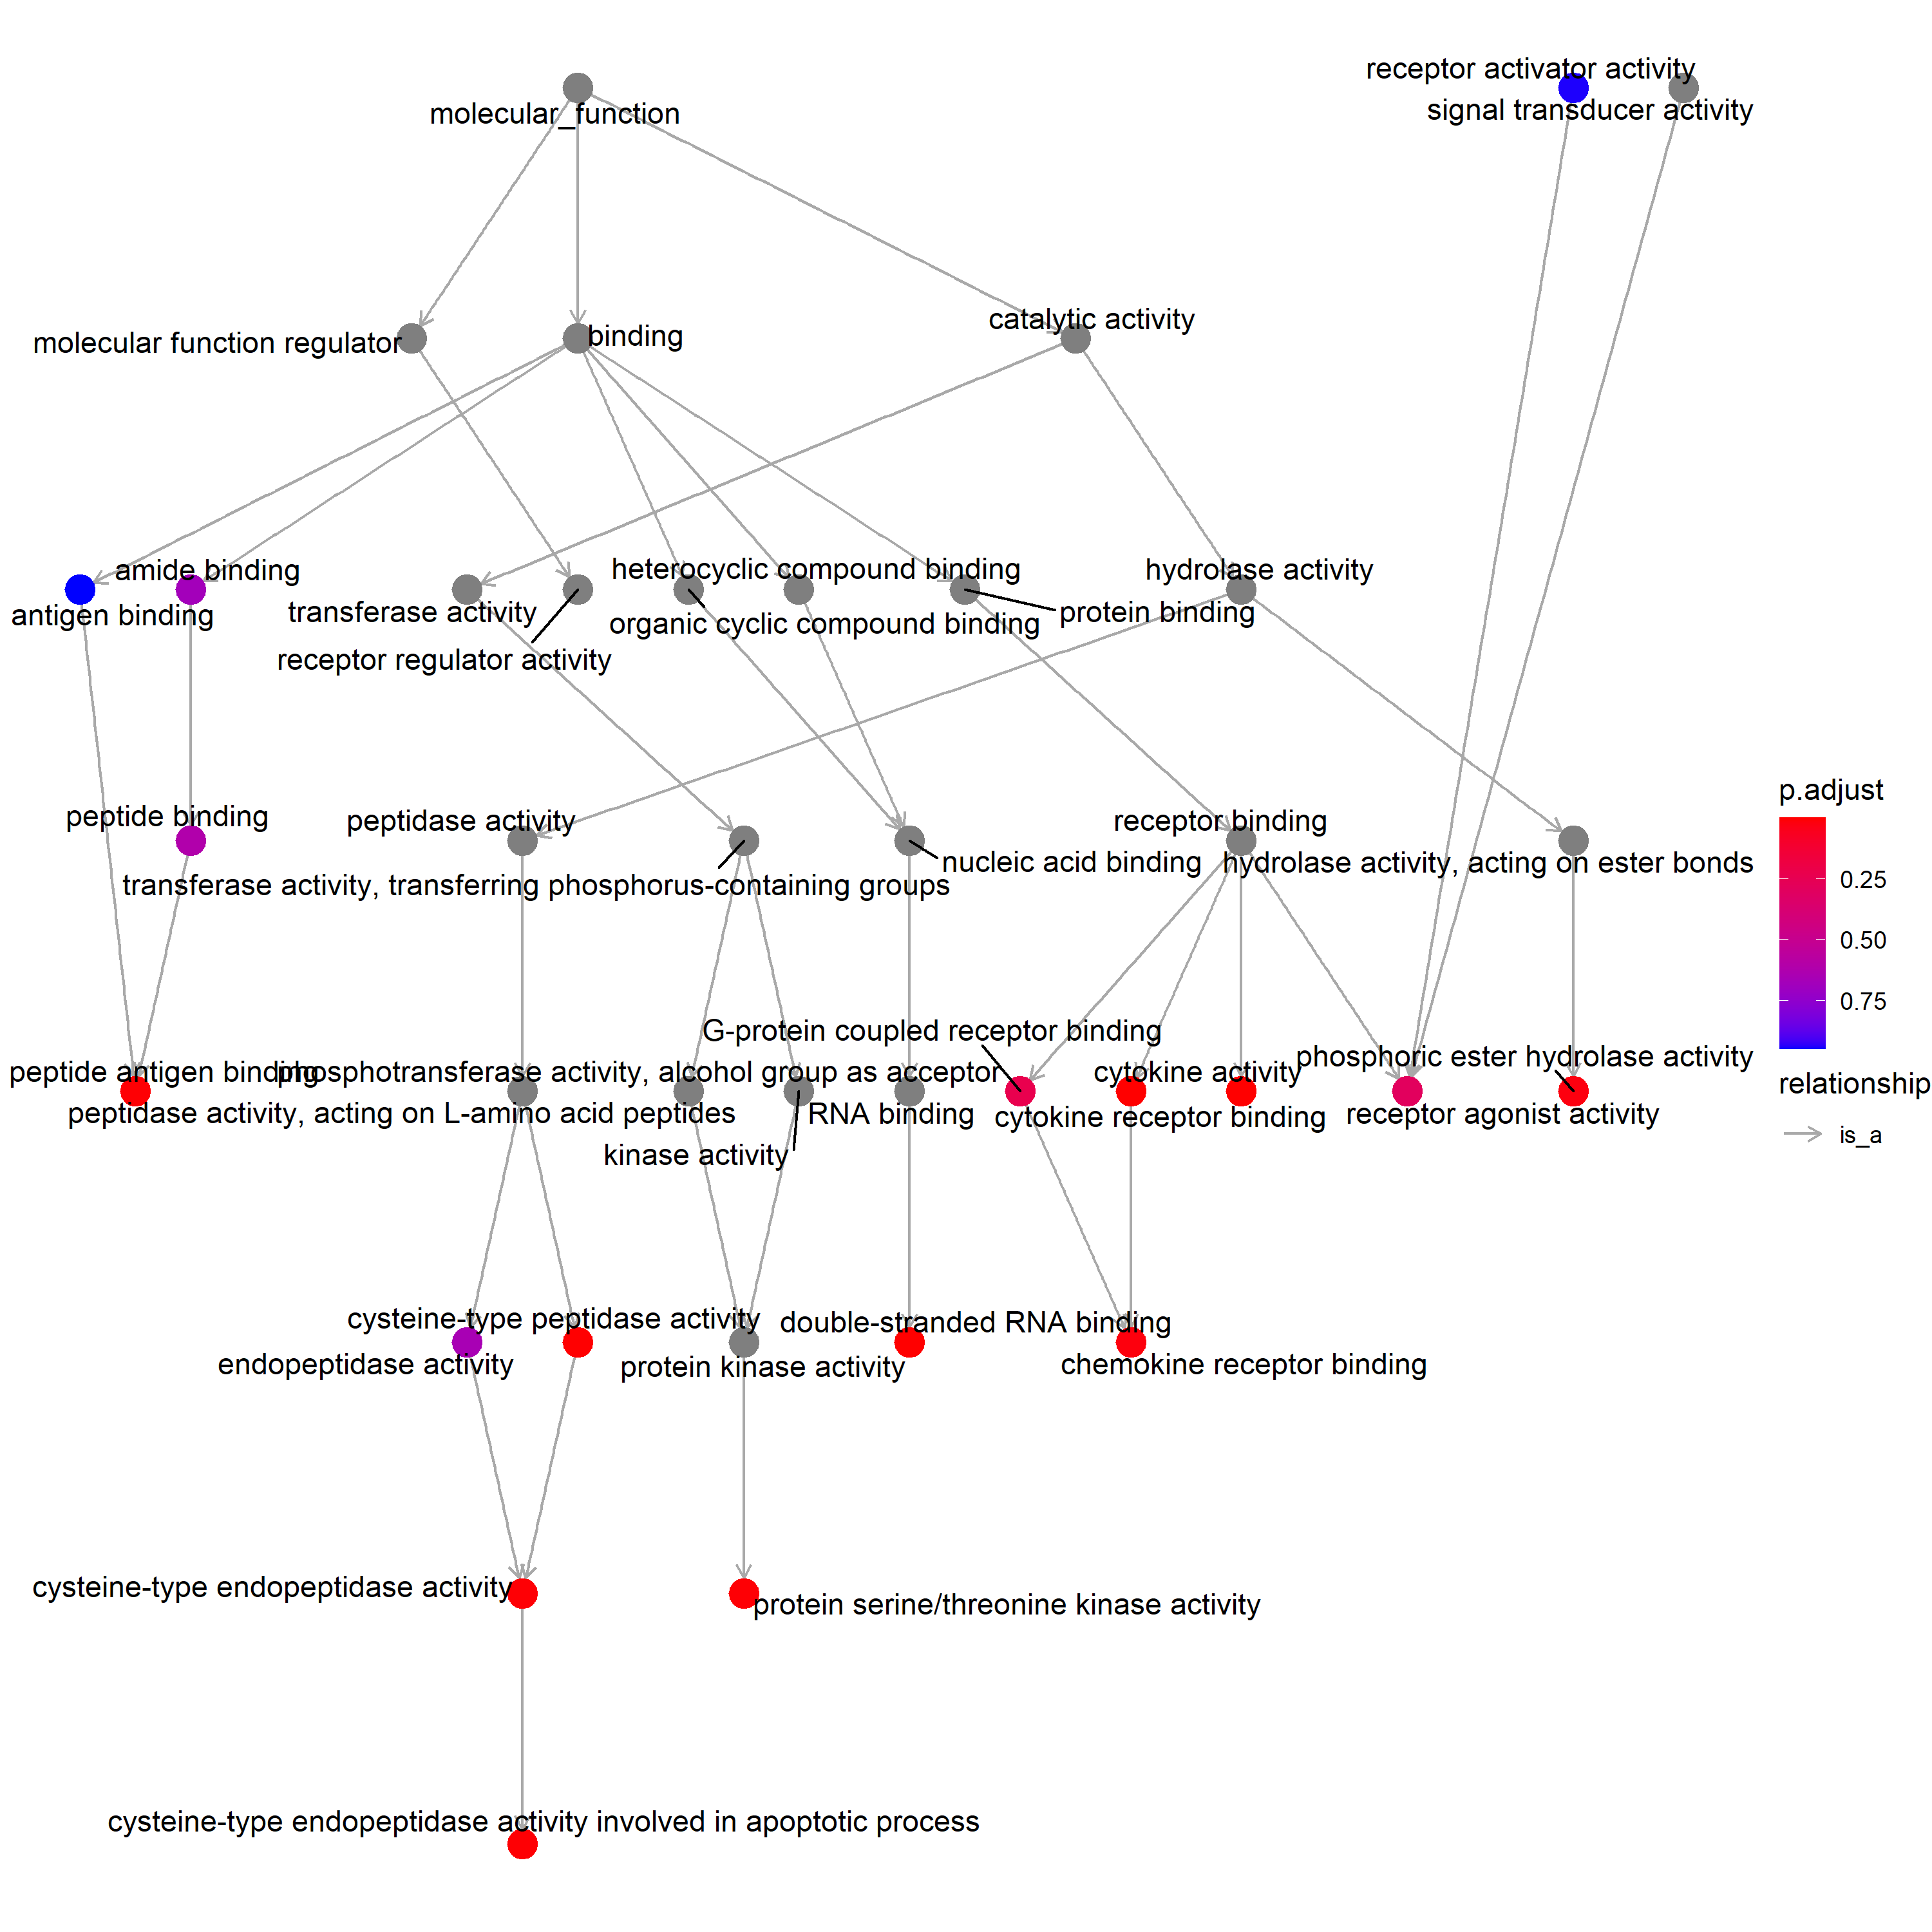 receptor activator activity
molecular_function
signal transducer activity
catalytic activity
molecular function regulator
binding
amide binding
heterocyclic compound binding
hydrolase activity
antigen binding
transferase activity
organic cyclic compound binding
protein binding
receptor regulator activity
p.adjust
peptide binding
peptidase activity
receptor binding
nucleic acid binding
hydrolase activity, acting on ester bonds
transferase activity, transferring phosphorus-containing groups
0.25
0.50
0.75
G-protein coupled receptor binding
phosphoric ester hydrolase activity
peptide antigen binding
phosphotransferase activity, alcohol group as acceptor
cytokine activity
relationship
peptidase activity, acting on L-amino acid peptides
RNA binding
cytokine receptor binding
receptor agonist activity
is_a
kinase activity
cysteine-type peptidase activity
double-stranded RNA binding
endopeptidase activity
protein kinase activity
chemokine receptor binding
cysteine-type endopeptidase activity
protein serine/threonine kinase activity
cysteine-type endopeptidase activity involved in apoptotic process